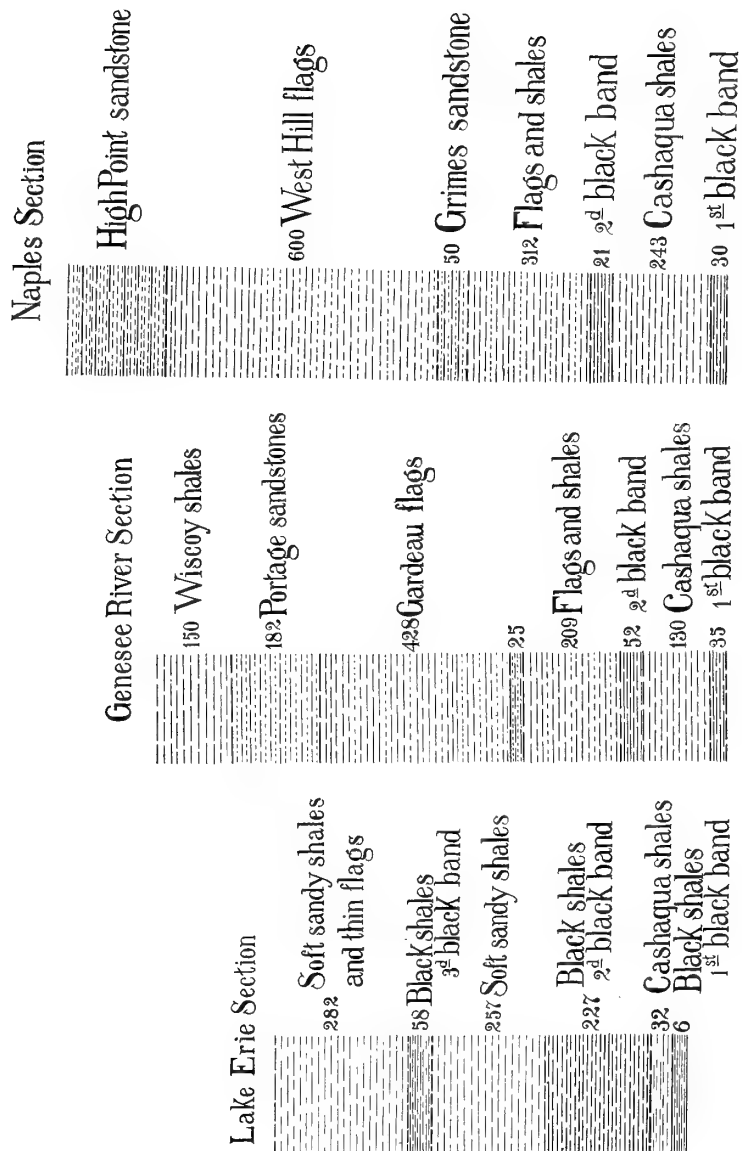 Naples Section
High Point sandstone
600 West Hill flags
50 Grimes sandstone
312 Flags and shales
21 2d black band
243 Cashaqua shales
30 1st black band
Genesee River Section
150 Wiscoy shales
182 Portage sandstones
428 Gardeau flags
25
209 Flags and shales
52 2d black band
130 Cashaqua shales
35 1st black band
Lake Erie Section
282 Soft sandy shales
and thin flags
58 Black shales
3d black band
257 Soft sandy shales
227 Black shales
2d black band
32 Cashaqua shales
6 Black shales
1st black band